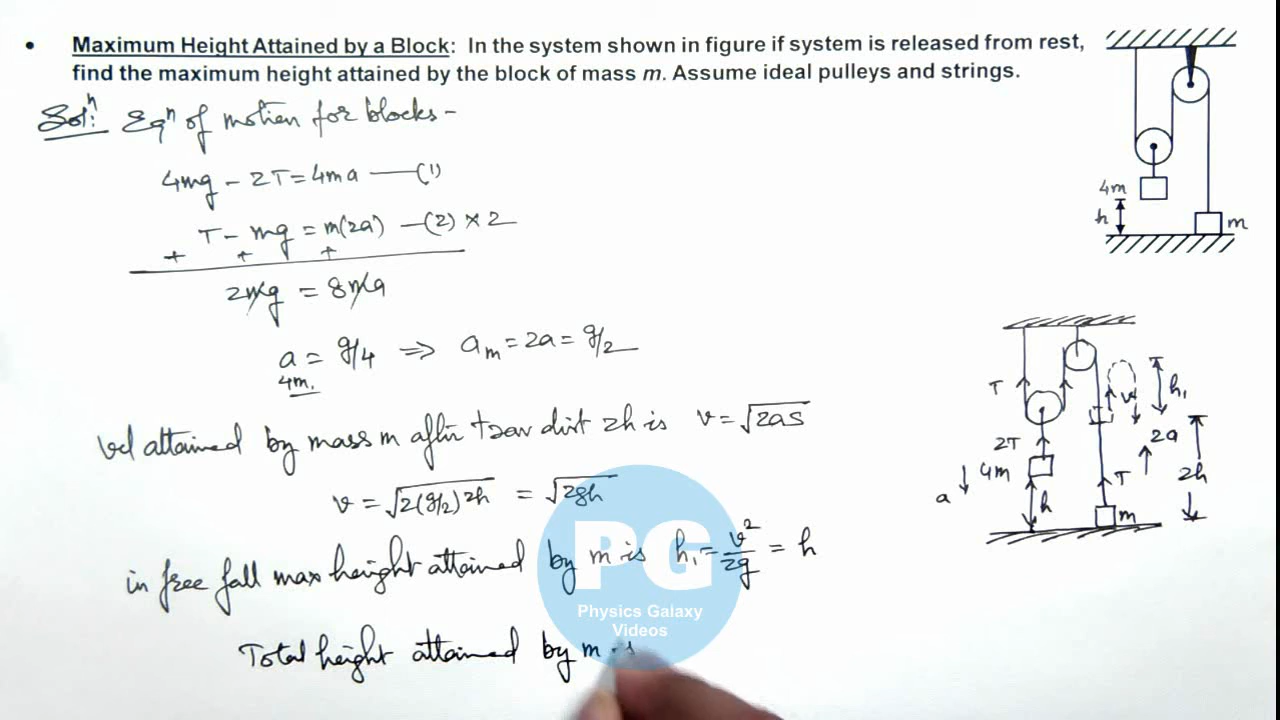 • Maximum Height Attained by a Block: In the system shown in figure if system is released from rest,
find the maximum height attained by the block of mass m. Assume ideal pulleys and strings.
Solⁿ: Eqⁿ of motion for blocks –
4mg – 2T = 4ma —(1)
T – mg = m(2a) —(2) × 2
+ + +
2mg = 8ma
a = g/4 ⇒ a_m = 2a = g/2
4m.
Vel attained by mass m after trav dist 2h is v = √2as
v = √2(g/2)2h = √2gh
in free fall max height attained by m is h₁ = v²/2g = h
Total height attained by m is
4m
h
m
T
2T
4m
a
h
T
m
v
h₁
2a
2h
PG
Physics Galaxy
Videos